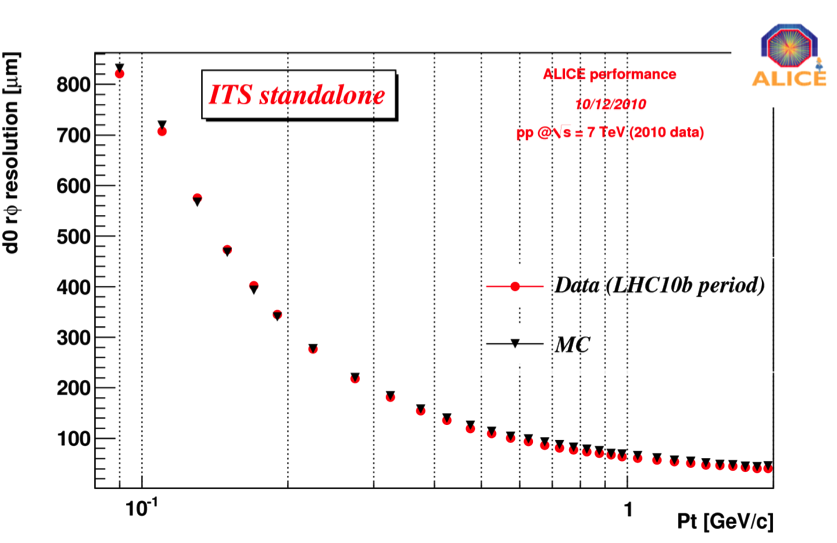 ALICE
ITS standalone
ALICE performance
10/12/2010
pp @√s = 7 TeV (2010 data)
d0 rφ resolution [μm]
800
700
600
500
400
300
200
100
Data (LHC10b period)
MC
10⁻¹
1
Pt [GeV/c]